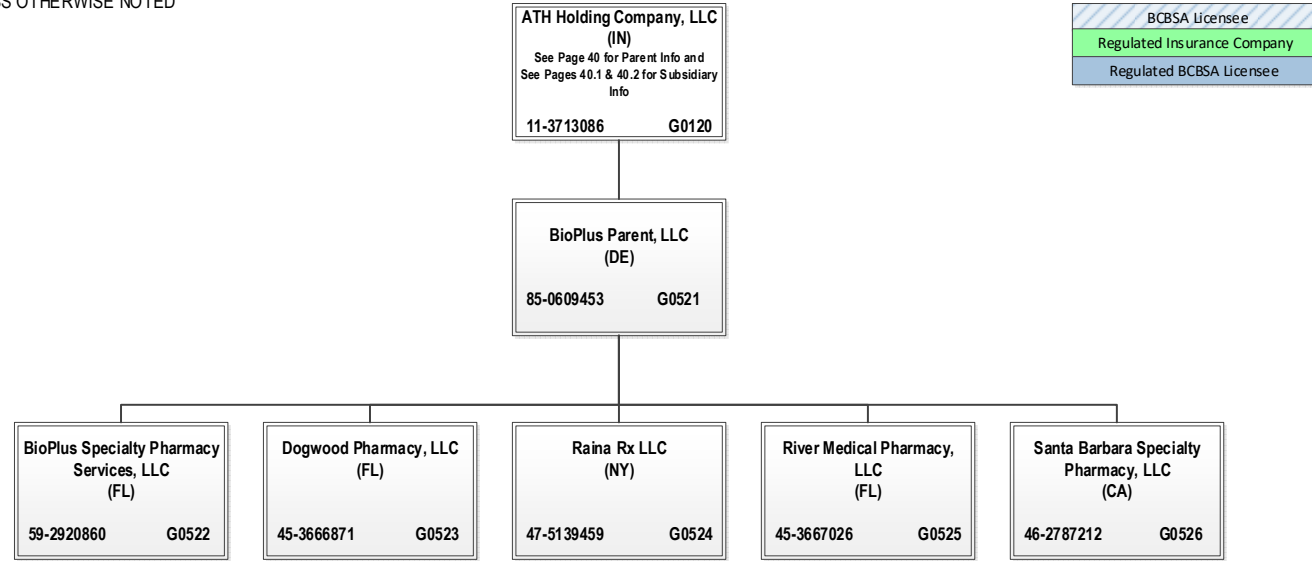 OTHERWISE NOTED
ATH Holding Company, LLC
(IN)
See Page 40 for Parent Info and
See Pages 40.1 & 40.2 for Subsidiary
Info
11-3713086 G0120
BCBSA Licensee
Regulated Insurance Company
Regulated BCBSA Licensee
BioPlus Parent, LLC
(DE)
85-0609453 G0521
BioPlus Specialty Pharmacy
Services, LLC
(FL)
59-2920860 G0522
Dogwood Pharmacy, LLC
(FL)
45-3666871 G0523
Raina Rx LLC
(NY)
47-5139459 G0524
River Medical Pharmacy,
LLC
(FL)
45-3667026 G0525
Santa Barbara Specialty
Pharmacy, LLC
(CA)
46-2787212 G0526